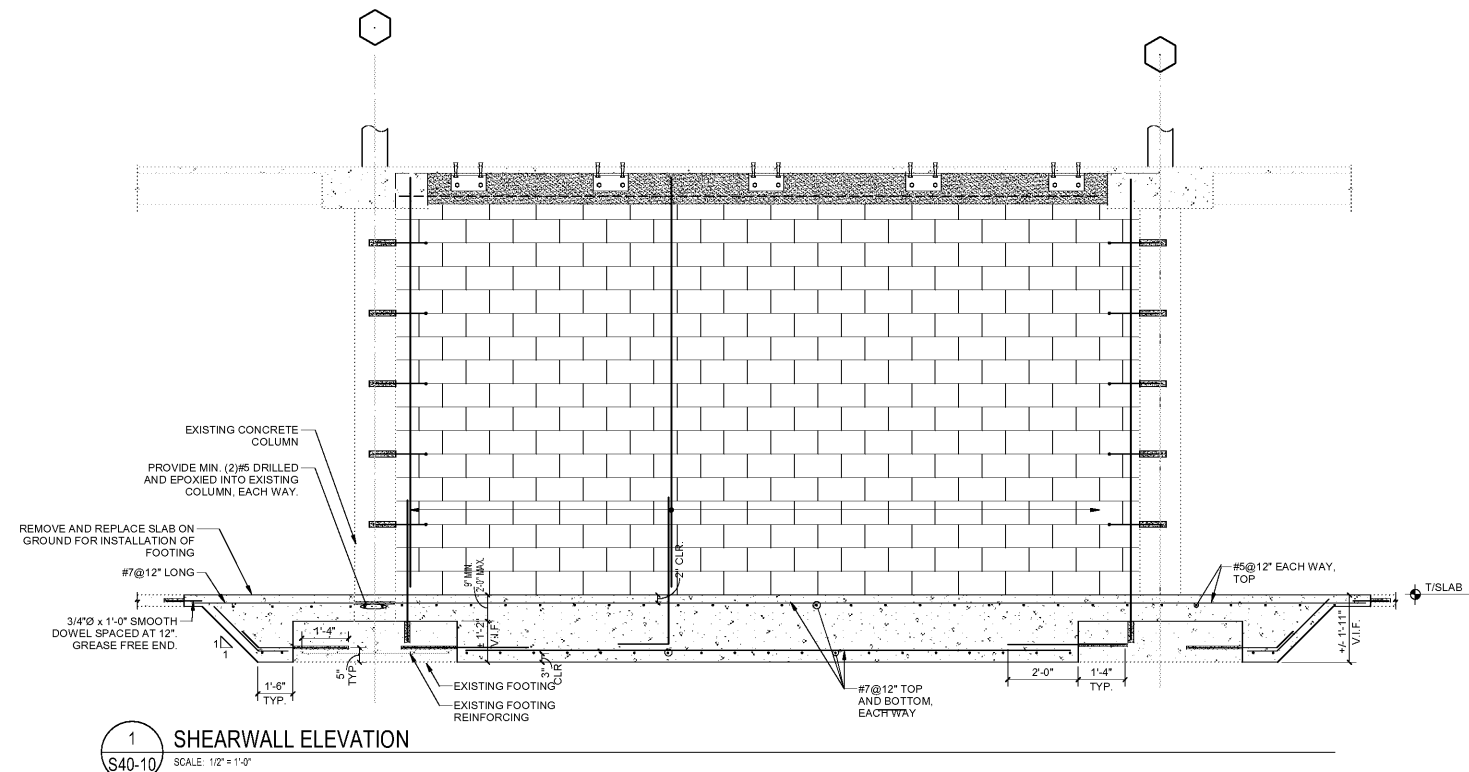 EXISTING CONCRETE
COLUMN
PROVIDE MIN. (2)#5 DRILLED
AND EPOXIED INTO EXISTING
COLUMN, EACH WAY.
REMOVE AND REPLACE SLAB ON
GROUND FOR INSTALLATION OF
FOOTING
#7@12" LONG
3/4"Ø x 1'-0" SMOOTH
DOWEL SPACED AT 12".
GREASE FREE END.
1
1
1'-6"
TYP.
1'-4"
5"
TYP.
9" MIN.
2'-0" MAX.
± 1'-2"
V.I.F.
3"
CLR
2" CLR.
EXISTING FOOTING
EXISTING FOOTING
REINFORCING
#7@12" TOP
AND BOTTOM,
EACH WAY
2'-0"
1'-4"
TYP.
#5@12" EACH WAY,
TOP
T/SLAB
+/- 1'-11"
V.I.F.
1
S40-10
SHEARWALL ELEVATION
SCALE: 1/2" = 1'-0"